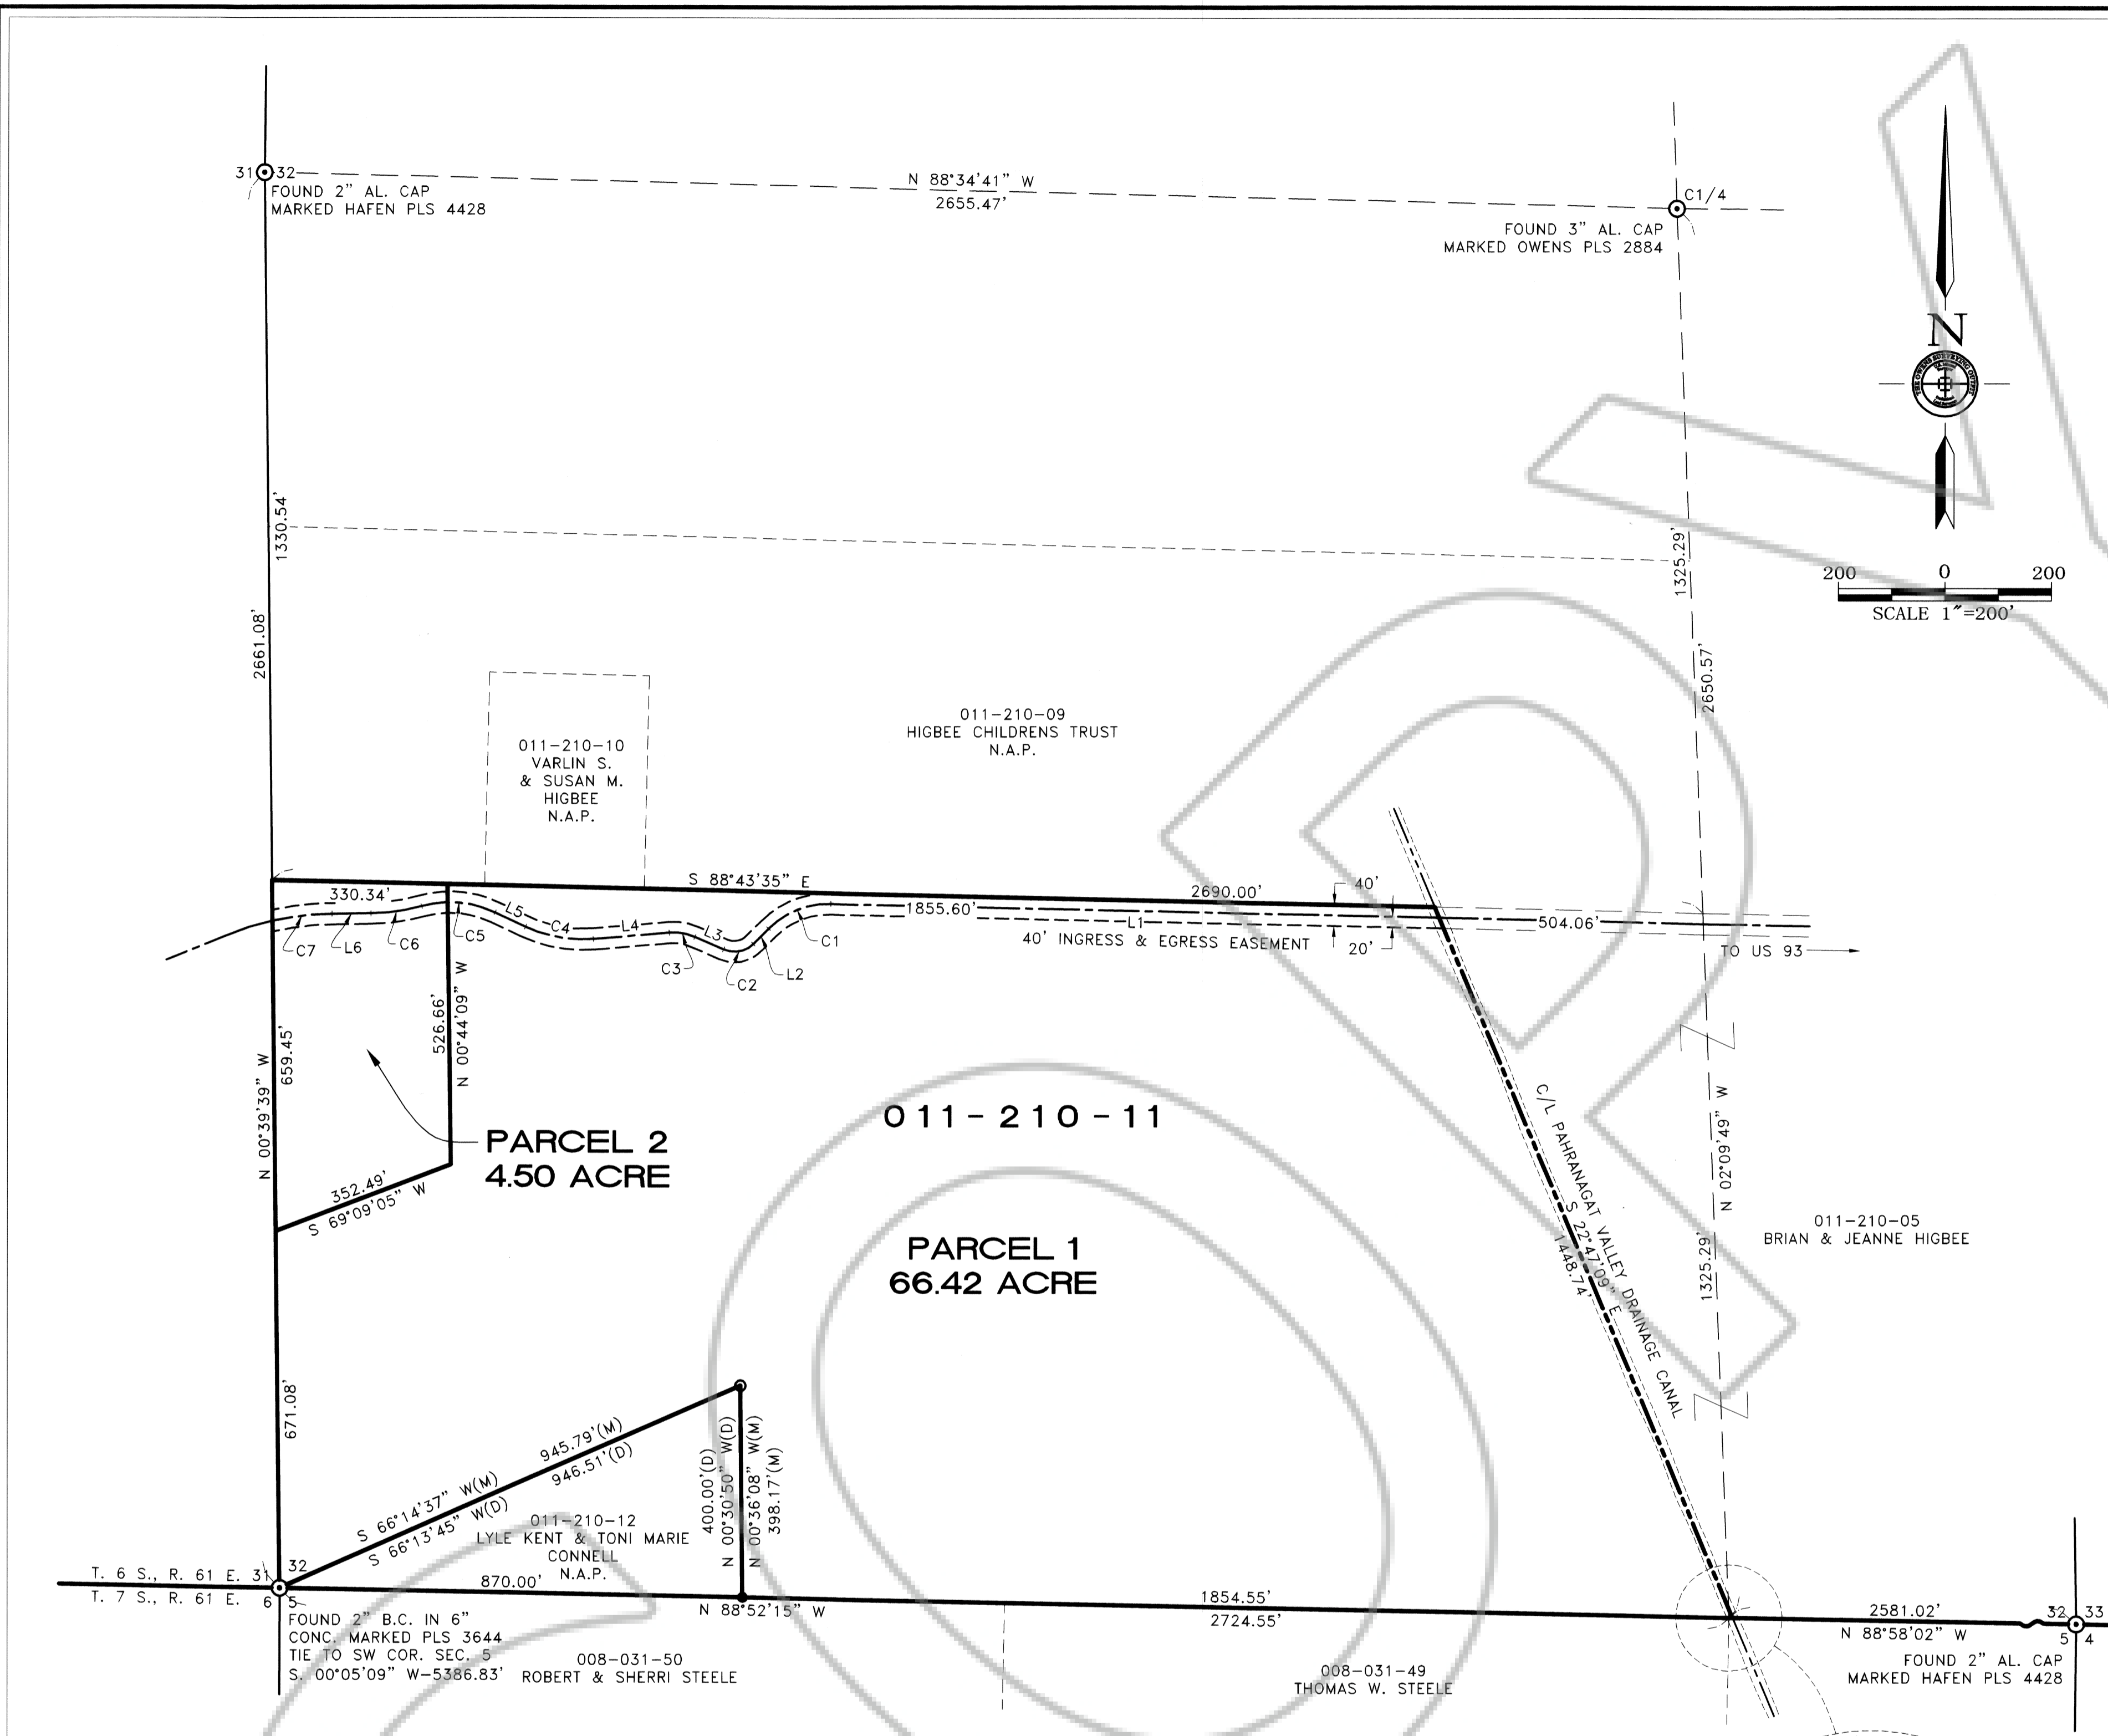 31 32
FOUND 2" AL. CAP
MARKED HAFEN PLS 4428
N 88°34'41" W
2655.47'
C1/4
FOUND 3" AL. CAP
MARKED OWENS PLS 2884
N
THE OWENS SURVEYING OUTFIT
200 0 200
SCALE 1"=200'
1330.54'
1325.29'
2661.08'
2650.57'
011-210-10
VARLIN S.
& SUSAN M.
HIGBEE
N.A.P.
011-210-09
HIGBEE CHILDRENS TRUST
N.A.P.
S 88°43'35" E
2690.00'
40'
330.34'
1855.60'
L1
504.06'
40' INGRESS & EGRESS EASEMENT
20'
TO US 93
C7
L6
C6
C5
L5
C4
L4
C3
L3
C2
L2
C1
526.66'
N 00°44'09" W
N 00°39'39" W
659.45'
PARCEL 2
4.50 ACRE
352.49'
S 69°09'05" W
011-210-11
PARCEL 1
66.42 ACRE
C/L PAHRANAGAT VALLEY DRAINAGE CANAL
S 22°47'09" E
1448.74'
N 02°09'49" W
1325.29'
011-210-05
BRIAN & JEANNE HIGBEE
671.08'
945.79'(M)
946.51'(D)
S 66°14'37" W(M)
S 66°13'45" W(D)
400.00'(D)
N 00°30'50" W(D)
N 00°36'08" W(M)
398.17'(M)
011-210-12
LYLE KENT & TONI MARIE
CONNELL
N.A.P.
T. 6 S., R. 61 E. 31 32
T. 7 S., R. 61 E. 6 5
870.00'
N 88°52'15" W
1854.55'
2724.55'
2581.02'
N 88°58'02" W
32 33
5 4
FOUND 2" B.C. IN 6"
CONC. MARKED PLS 3644
TIE TO SW COR. SEC. 5
S. 00°05'09" W-5386.83'
008-031-50
ROBERT & SHERRI STEELE
008-031-49
THOMAS W. STEELE
FOUND 2" AL. CAP
MARKED HAFEN PLS 4428